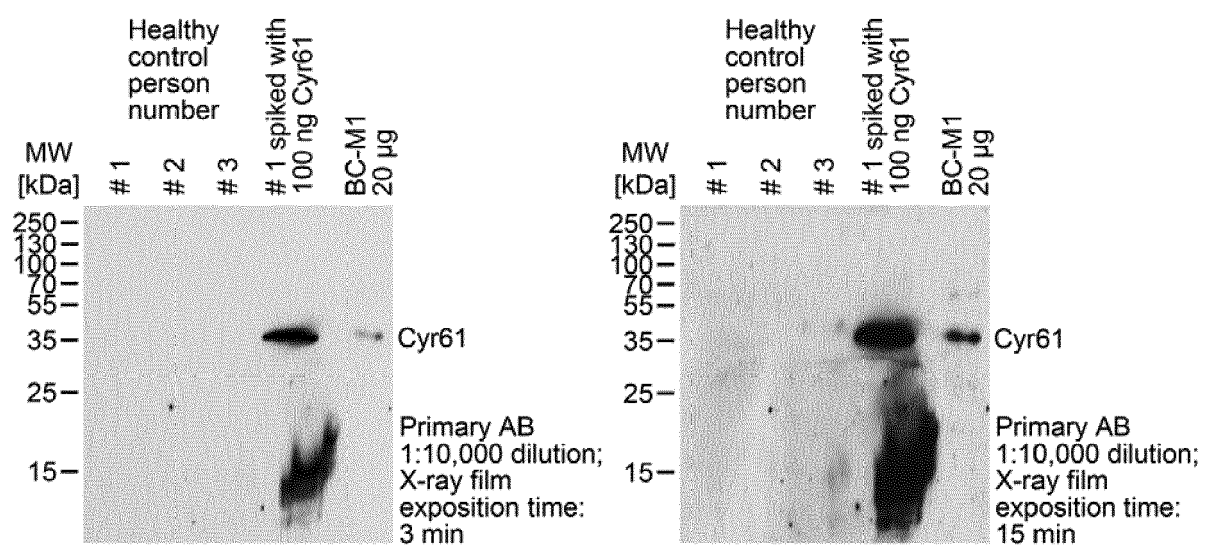 Healthy
control
person
number
# 1 spiked with
100 ng Cyr61
MW
[kDa]
# 1
# 2
# 3
BC-M1
20 µg
250
130
100
70
55
35
25
15
Cyr61
Primary AB
1:10,000 dilution;
X-ray film
exposition time:
3 min
Healthy
control
person
number
# 1 spiked with
100 ng Cyr61
MW
[kDa]
# 1
# 2
# 3
BC-M1
20 µg
250
130
100
70
55
35
25
15
Cyr61
Primary AB
1:10,000 dilution;
X-ray film
exposition time:
15 min